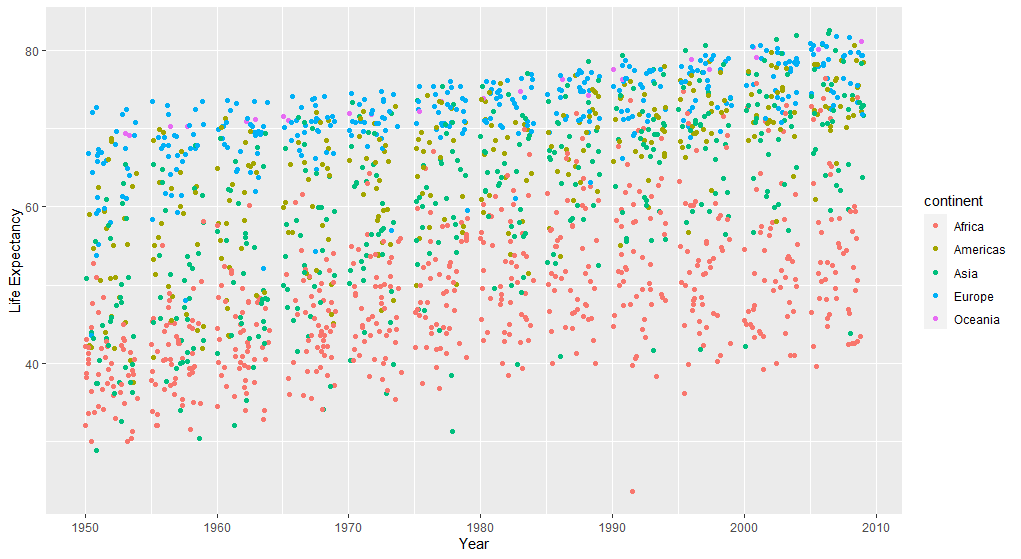 80
60
40
Life Expectancy
1950 1960 1970 1980 1990 2000 2010
Year
continent
Africa
Americas
Asia
Europe
Oceania